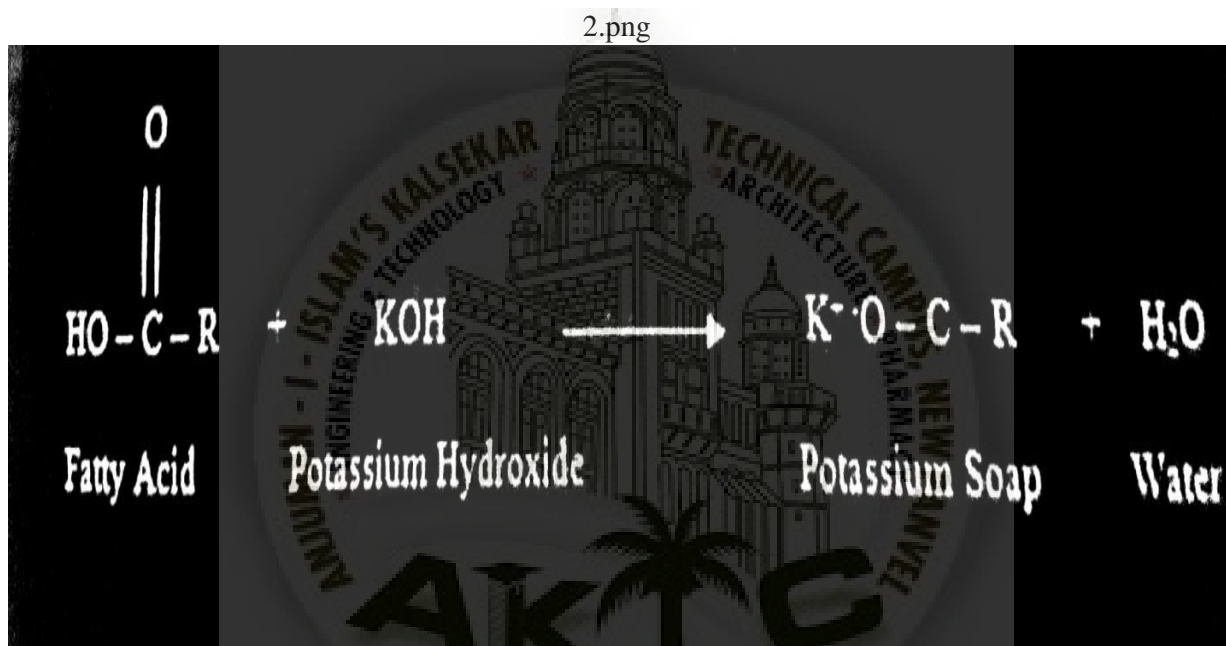 2.png
O
||
HO – C – R + KOH → K⁻ ·O – C – R + H₂O
Fatty Acid Potassium Hydroxide Potassium Soap Water
ANJUMAN - I - ISLAM'S KALSEKAR TECHNICAL CAMPUS, NEW PANVEL
ENGINEERING & TECHNOLOGY ★ ★ ARCHITECTURE PHARMA
AKTC